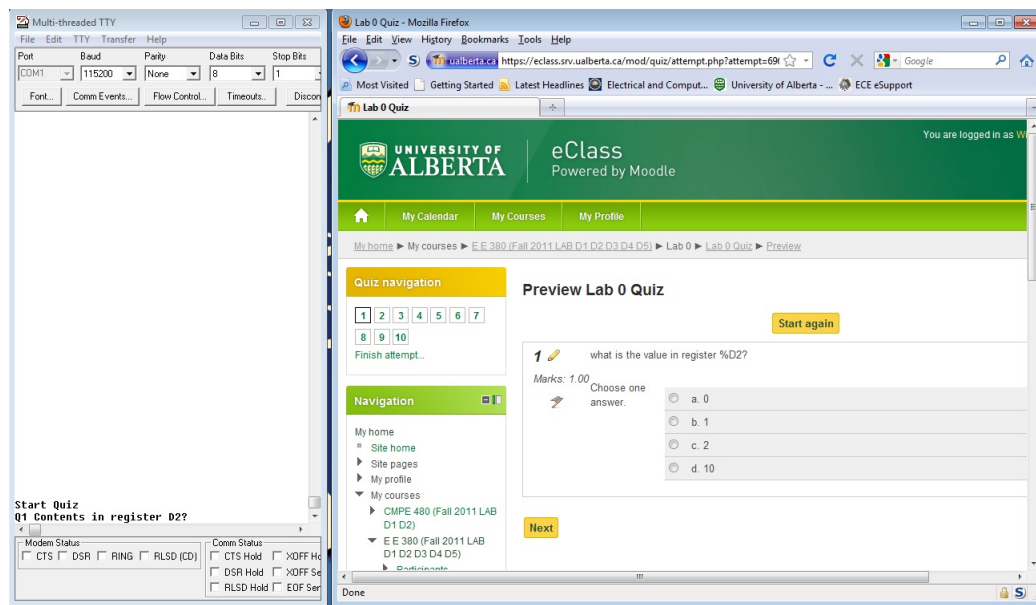 Multi-threaded TTY
File Edit TTY Transfer Help
Port Baud Parity Data Bits Stop Bits
COM1 115200 None 8 1
Font... Comm Events... Flow Control... Timeouts.. Discon
Start Quiz
Q1 Contents in register D2?
Modem Status
CTS DSR RING RLSD (CD)
Comm Status
CTS Hold XOFF Ho
DSR Hold XOFF Se
RLSD Hold EOF Ser
Lab 0 Quiz - Mozilla Firefox
File Edit View History Bookmarks Tools Help
ualberta.ca https://eclass.srv.ualberta.ca/mod/quiz/attempt.php?attempt=69 Google
Most Visited Getting Started Latest Headlines Electrical and Comput... University of Alberta - ... ECE eSupport
Lab 0 Quiz
You are logged in as
UNIVERSITY OF
ALBERTA
eClass
Powered by Moodle
My Calendar My Courses My Profile
My home ► My courses ► E E 380 (Fall 2011 LAB D1 D2 D3 D4 D5) ► Lab 0 ► Lab 0 Quiz ► Preview
Quiz navigation
1 2 3 4 5 6 7
8 9 10
Finish attempt...
Navigation
My home
Site home
Site pages
My profile
My courses
CMPE 480 (Fall 2011 LAB
D1 D2)
E E 380 (Fall 2011 LAB
D1 D2 D3 D4 D5)
Participants
Preview Lab 0 Quiz
Start again
1 what is the value in register %D2?
Marks: 1.00
Choose one
answer.
a. 0
b. 1
c. 2
d. 10
Next
Done